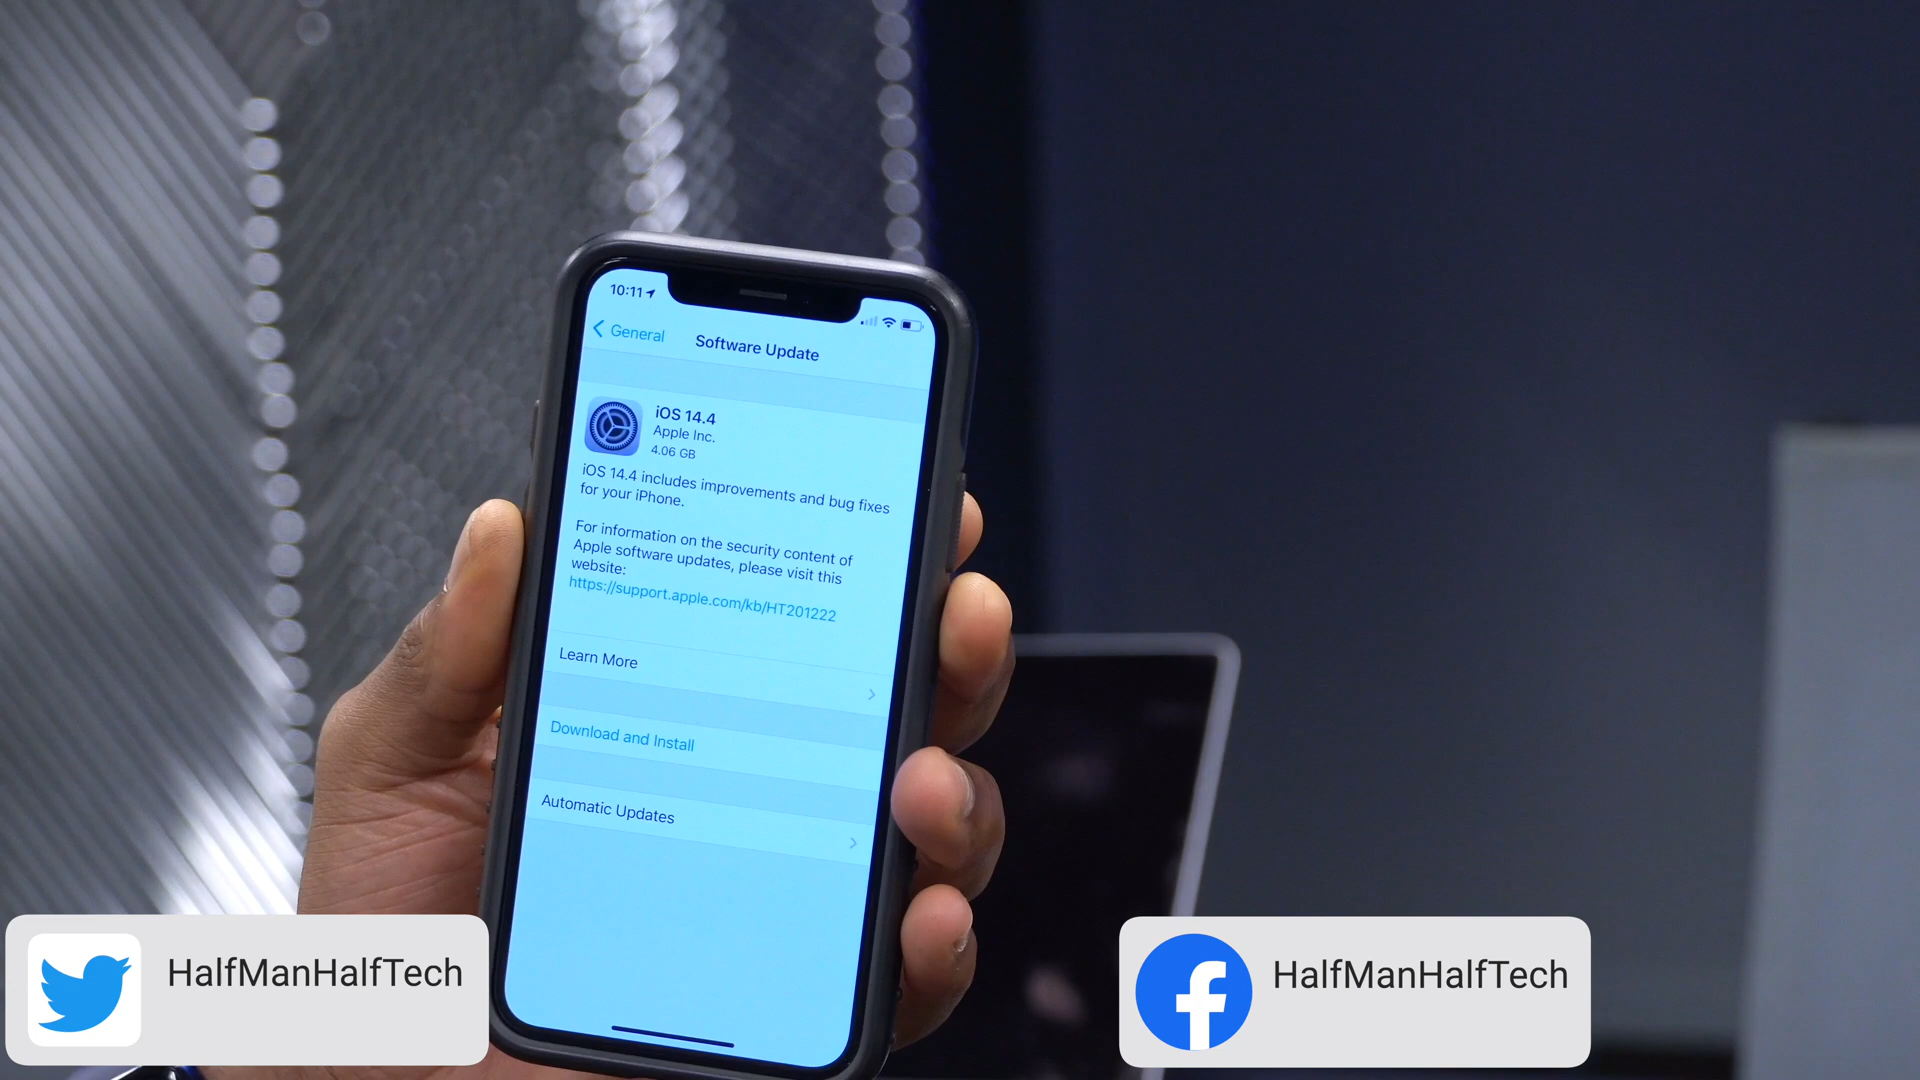 10:11
General
Software Update
iOS 14.4
Apple Inc.
4.06 GB
iOS 14.4 includes improvements and bug fixes
for your iPhone.
For information on the security content of
Apple software updates, please visit this
website:
https://support.apple.com/kb/HT201222
Learn More
Download and Install
Automatic Updates
HalfManHalfTech
HalfManHalfTech